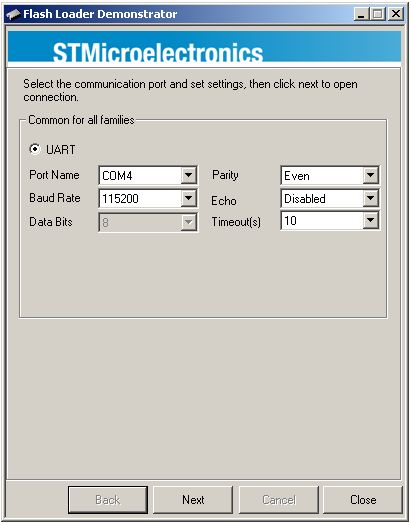 Flash Loader Demonstrator
STMicroelectronics
Select the communication port and set settings, then click next to open
connection.
Common for all families
UART
Port Name COM4 Parity Even
Baud Rate 115200 Echo Disabled
Data Bits 8 Timeout(s) 10
Back Next Cancel Close